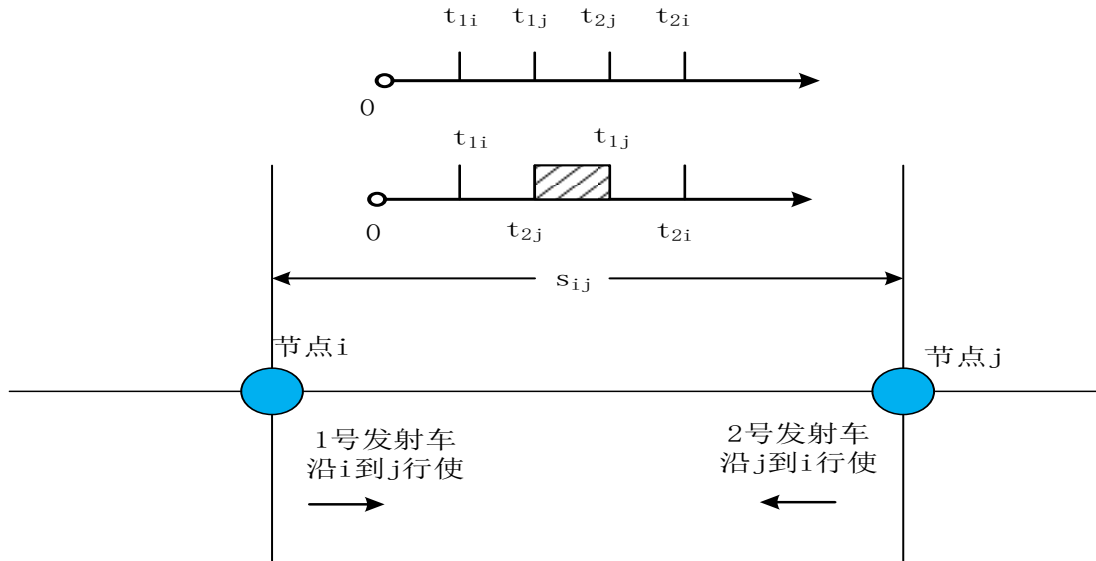 t₁ᵢ t₁ⱼ t₂ⱼ t₂ᵢ
0
t₁ᵢ t₁ⱼ
0 t₂ⱼ t₂ᵢ
sᵢⱼ
节点i
节点j
1号发射车
沿i到j行使
2号发射车
沿j到i行使